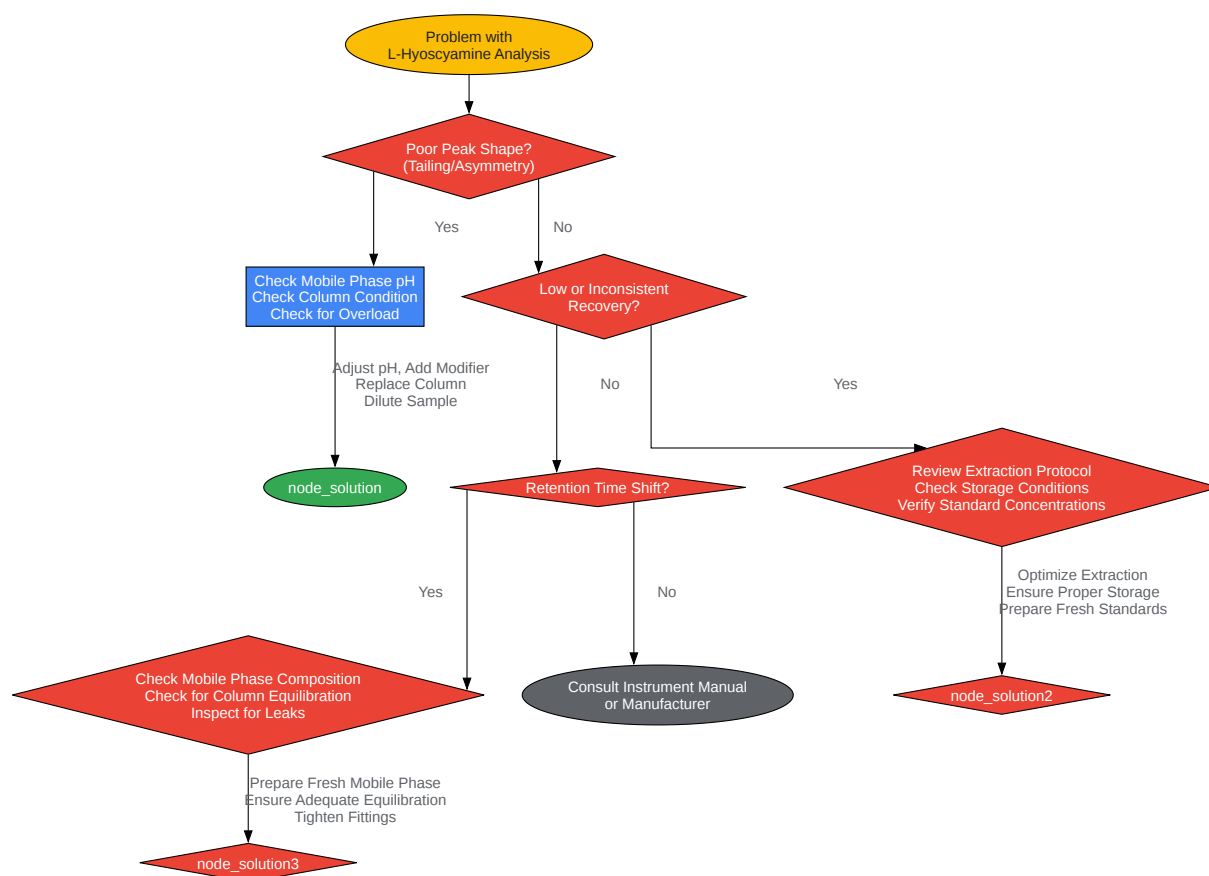 Problem with
L-Hyoscyamine Analysis
Poor Peak Shape?
(Tailing/Asymmetry)
Yes
No
Check Mobile Phase pH
Check Column Condition
Check for Overload
Low or Inconsistent
Recovery?
Adjust pH, Add Modifier
Replace Column
Dilute Sample
No
Yes
node_solution
Retention Time Shift?
Review Extraction Protocol
Check Storage Conditions
Verify Standard Concentrations
Yes
No
Optimize Extraction
Ensure Proper Storage
Prepare Fresh Standards
Check Mobile Phase Composition
Check for Column Equilibration
Inspect for Leaks
Consult Instrument Manual
or Manufacturer
node_solution2
Prepare Fresh Mobile Phase
Ensure Adequate Equilibration
Tighten Fittings
node_solution3